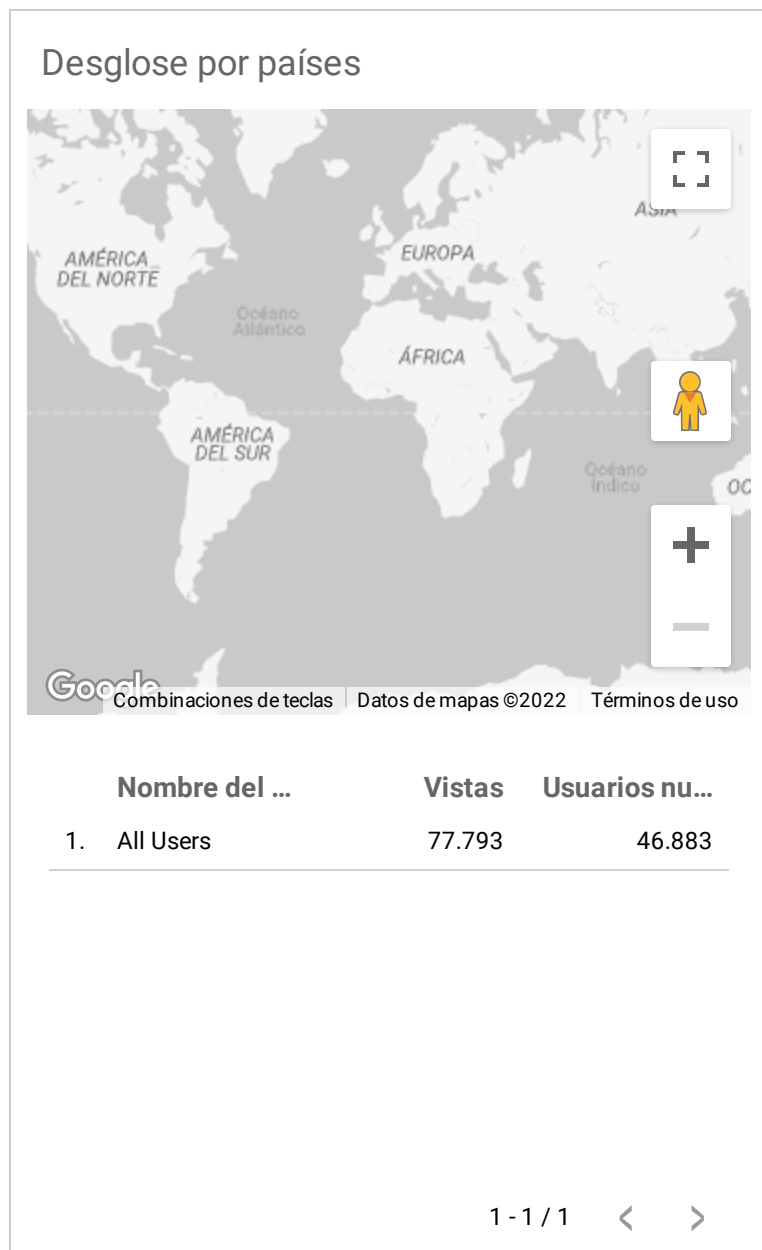 Desglose por países
ASIA
AMÉRICA
DEL NORTE
EUROPA
Océano
Atlántico
ÁFRICA
AMÉRICA
DEL SUR
Océano
Índico
OC
Google
Combinaciones de teclas
Datos de mapas ©2022
Términos de uso
Nombre del ... Vistas Usuarios nu...
1. All Users 77.793 46.883
1 - 1 / 1